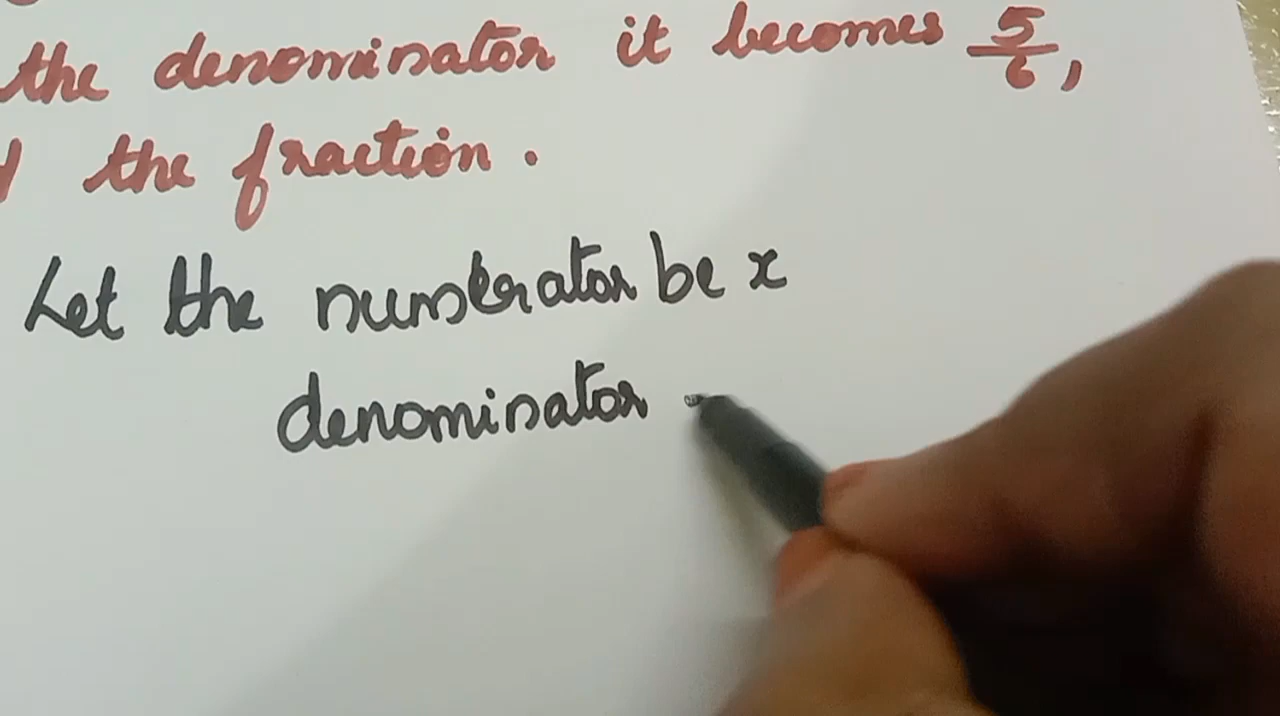 the denominator it becomes 5/6,
the fraction.
Let the numerator be x
denominator